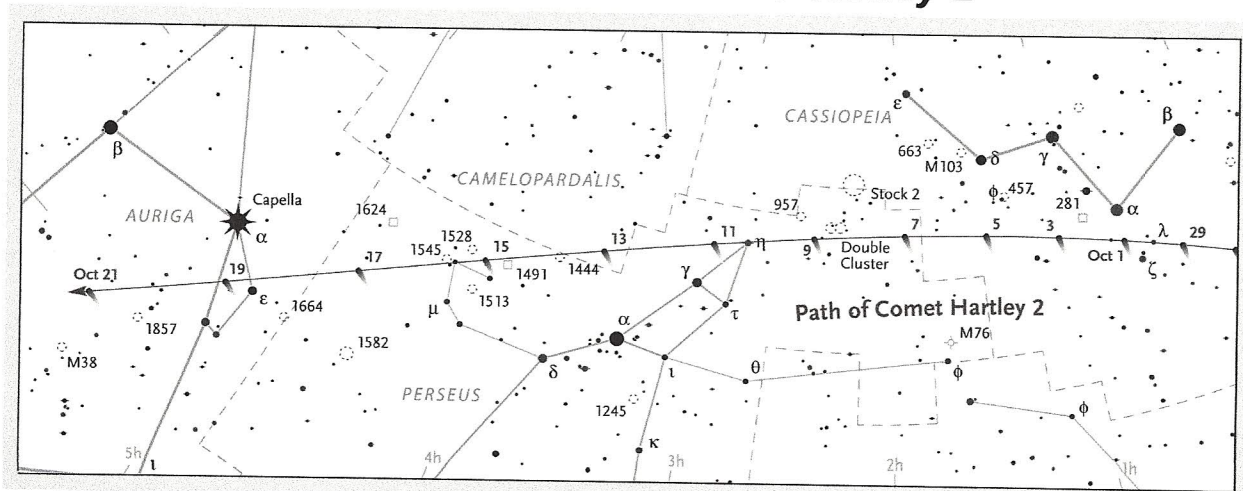 ε
CASSIOPEIA
β
β
γ
663
M103
δ
CAMELOPARDALIS
Stock 2
φ
457
Capella
281
α
AURIGA
α
1624
957
λ
11
η
7
5
3
29
1528
13
9
Double
Cluster
Oct 1
ζ
1545
15
17
1491
1444
γ
Oct 21
19
ε
1513
μ
τ
Path of Comet Hartley 2
1664
α
M76
1857
1582
M38
δ
ι
θ
φ
PERSEUS
1245
φ
κ
5h
ι
4h
3h
2h
1h